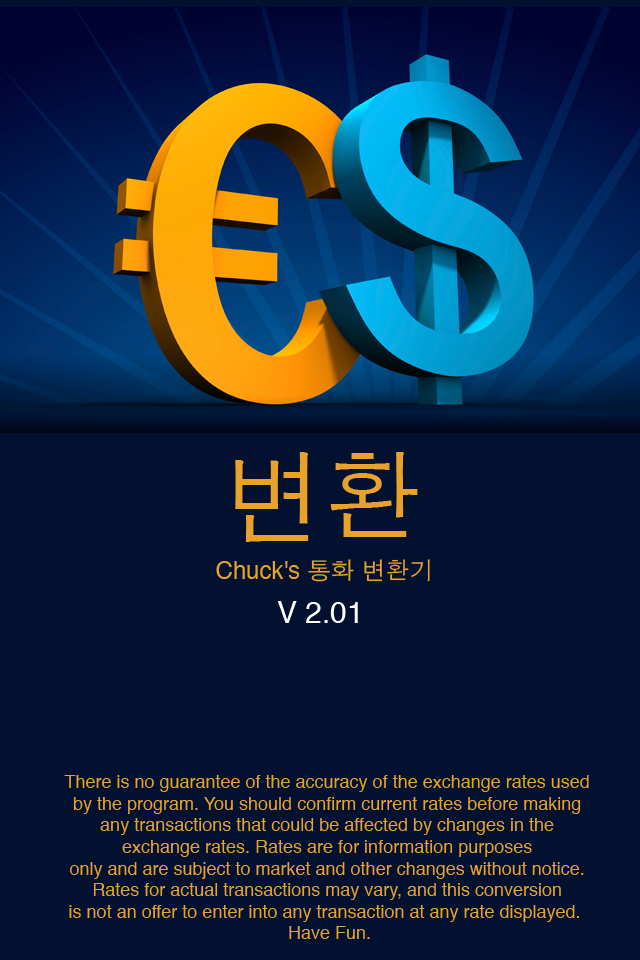 €$
변환
Chuck's 통화 변환기
V 2.01
There is no guarantee of the accuracy of the exchange rates used
by the program. You should confirm current rates before making
any transactions that could be affected by changes in the
exchange rates. Rates are for information purposes
only and are subject to market and other changes without notice.
Rates for actual transactions may vary, and this conversion
is not an offer to enter into any transaction at any rate displayed.
Have Fun.